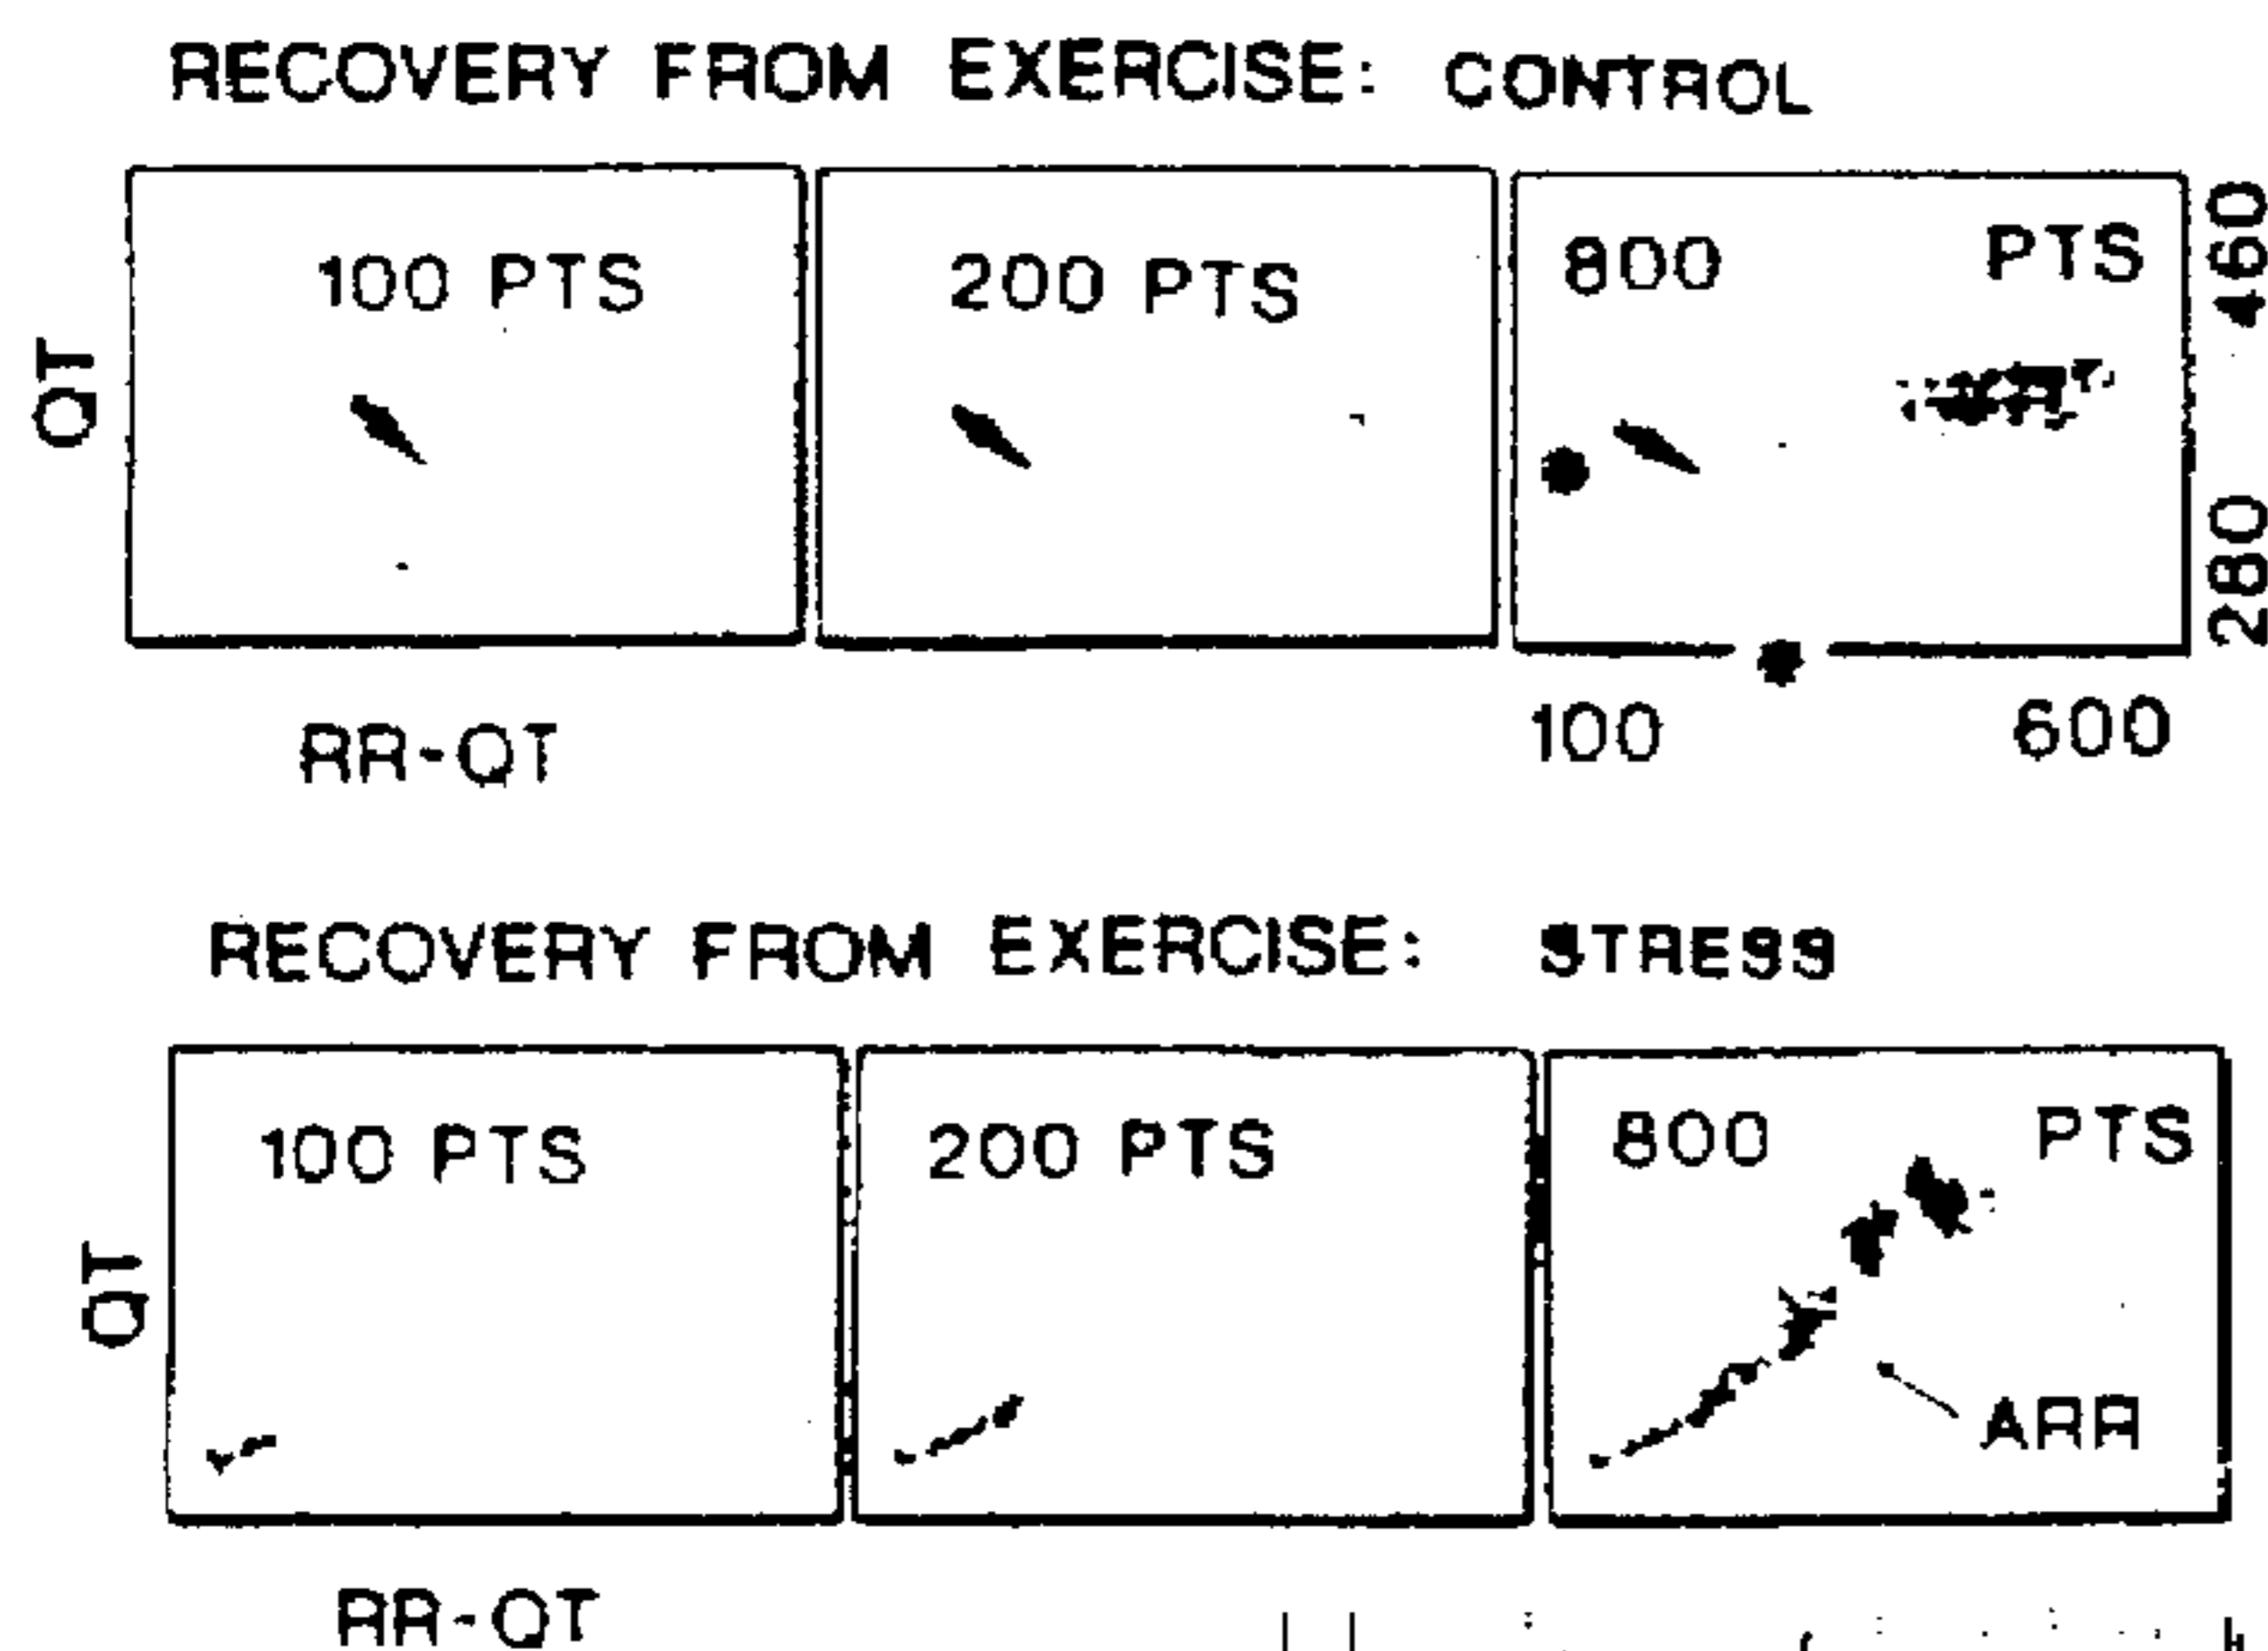 RECOVERY FROM EXERCISE: CONTROL
100 PTS
200 PTS
800 PTS
QT
460
280
100
600
RR-QT
RECOVERY FROM EXERCISE: STRESS
100 PTS
200 PTS
800 PTS
QT
ARR
RR-QT